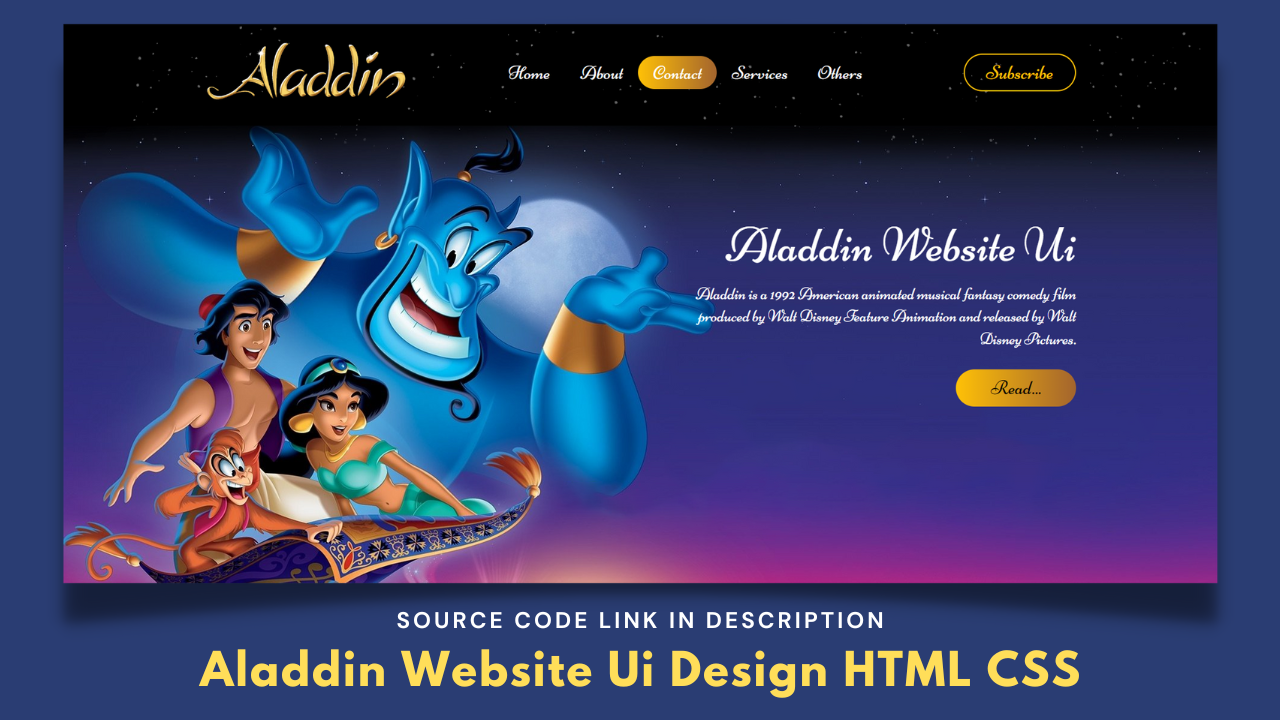 Aladdin
Home About Contact Services Others
Subscribe
Aladdin Website Ui
Aladdin is a 1992 American animated musical fantasy comedy film
produced by Walt Disney Feature Animation and released by Walt
Disney Pictures.
Read...
SOURCE CODE LINK IN DESCRIPTION
Aladdin Website Ui Design HTML CSS